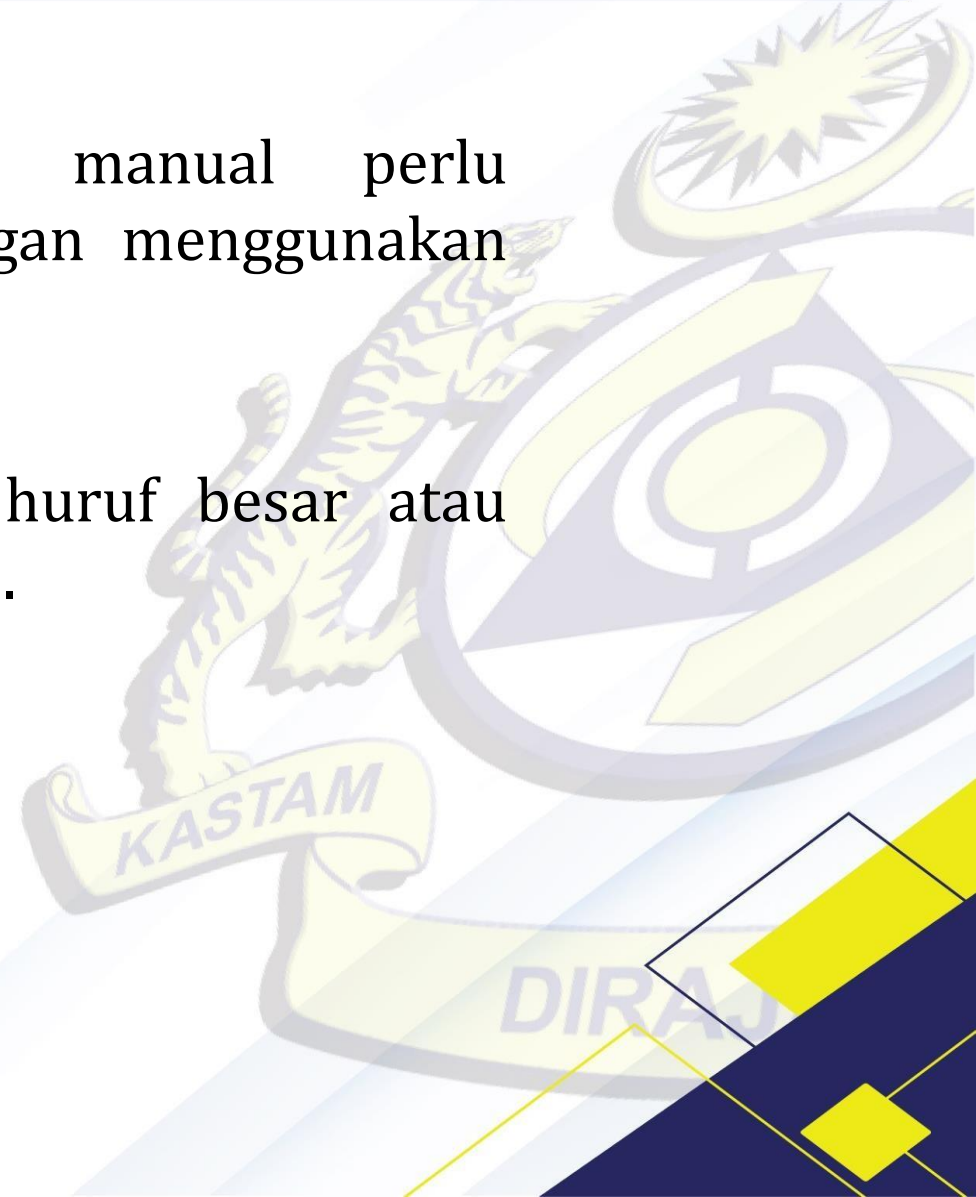 manual perlu
gan menggunakan
huruf besar atau
.
KASTAM
DIRAJ